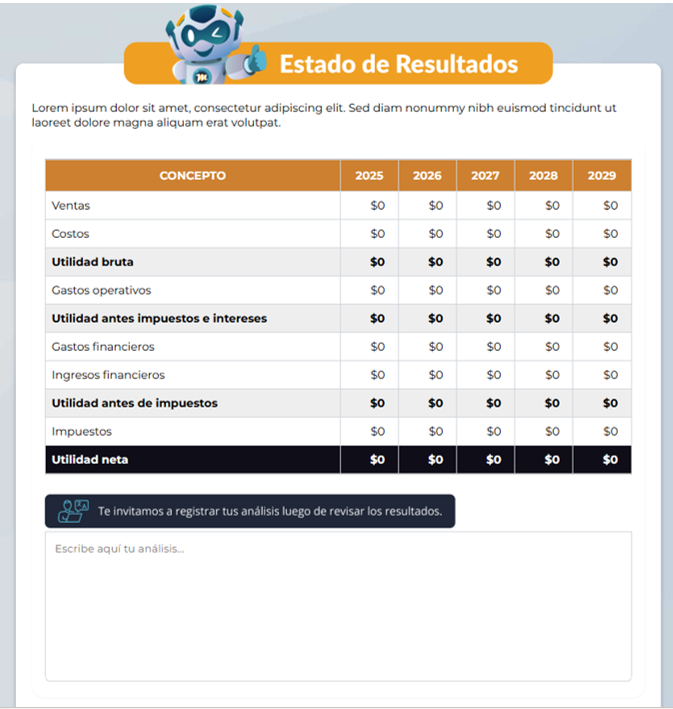 Estado de Resultados
Lorem ipsum dolor sit amet, consectetur adipiscing elit. Sed diam nonummy nibh euismod tincidunt ut
laoreet dolore magna aliquam erat volutpat.
CONCEPTO 2025 2026 2027 2028 2029
Ventas $0 $0 $0 $0 $0
Costos $0 $0 $0 $0 $0
Utilidad bruta $0 $0 $0 $0 $0
Gastos operativos $0 $0 $0 $0 $0
Utilidad antes impuestos e intereses $0 $0 $0 $0 $0
Gastos financieros $0 $0 $0 $0 $0
Ingresos financieros $0 $0 $0 $0 $0
Utilidad antes de impuestos $0 $0 $0 $0 $0
Impuestos $0 $0 $0 $0 $0
Utilidad neta $0 $0 $0 $0 $0
Te invitamos a registrar tus análisis luego de revisar los resultados.
Escribe aquí tu análisis...